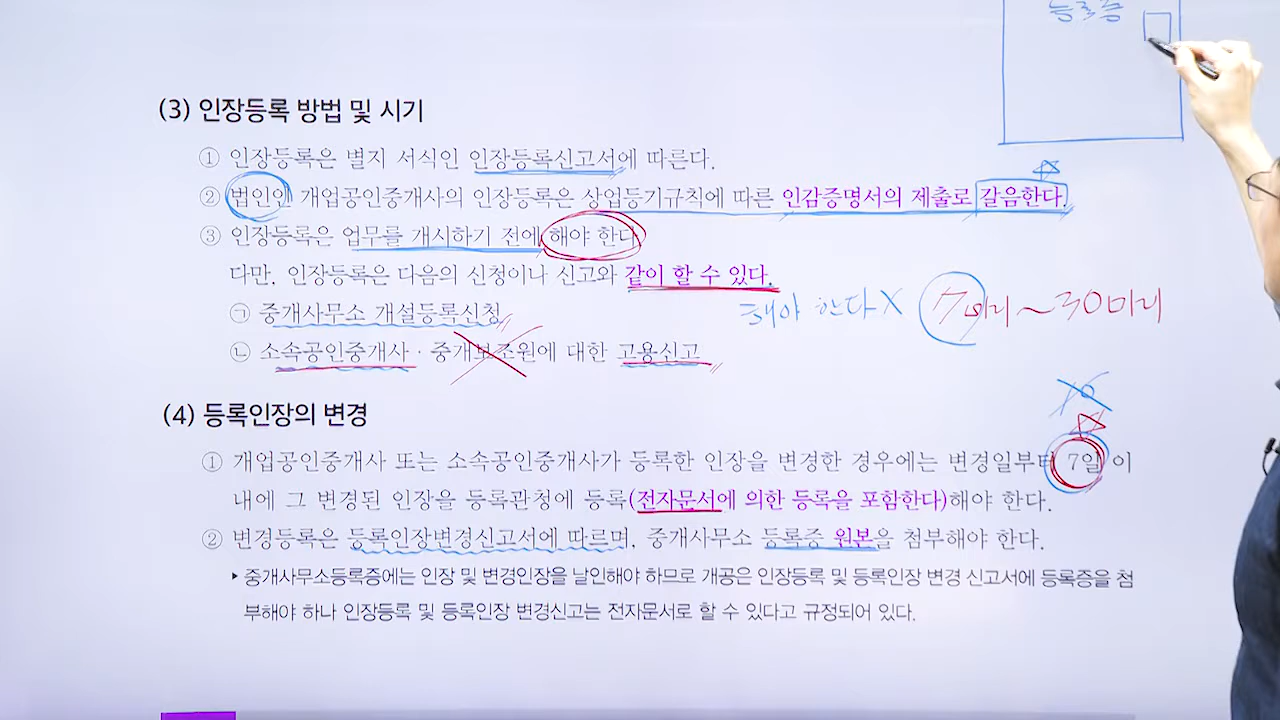 등록증
(3) 인장등록 방법 및 시기
① 인장등록은 별지 서식인 인장등록신고서에 따른다.
② 법인인 개업공인중개사의 인장등록은 상업등기규칙에 따른 인감증명서의 제출로 갈음한다.
③ 인장등록은 업무를 개시하기 전에 해야 한다
다만, 인장등록은 다음의 신청이나 신고와 같이 할 수 있다.
해야 한다 X 7마리~30마리
㉠ 중개사무소 개설등록신청
㉡ 소속공인중개사·중개보조원에 대한 고용신고
(4) 등록인장의 변경
10
① 개업공인중개사 또는 소속공인중개사가 등록한 인장을 변경한 경우에는 변경일부터 7일 이
내에 그 변경된 인장을 등록관청에 등록(전자문서에 의한 등록을 포함한다)해야 한다.
② 변경등록은 등록인장변경신고서에 따르며, 중개사무소 등록증 원본을 첨부해야 한다.
▸중개사무소등록증에는 인장 및 변경인장을 날인해야 하므로 개공은 인장등록 및 등록인장 변경 신고서에 등록증을 첨
부해야 하나 인장등록 및 등록인장 변경신고는 전자문서로 할 수 있다고 규정되어 있다.